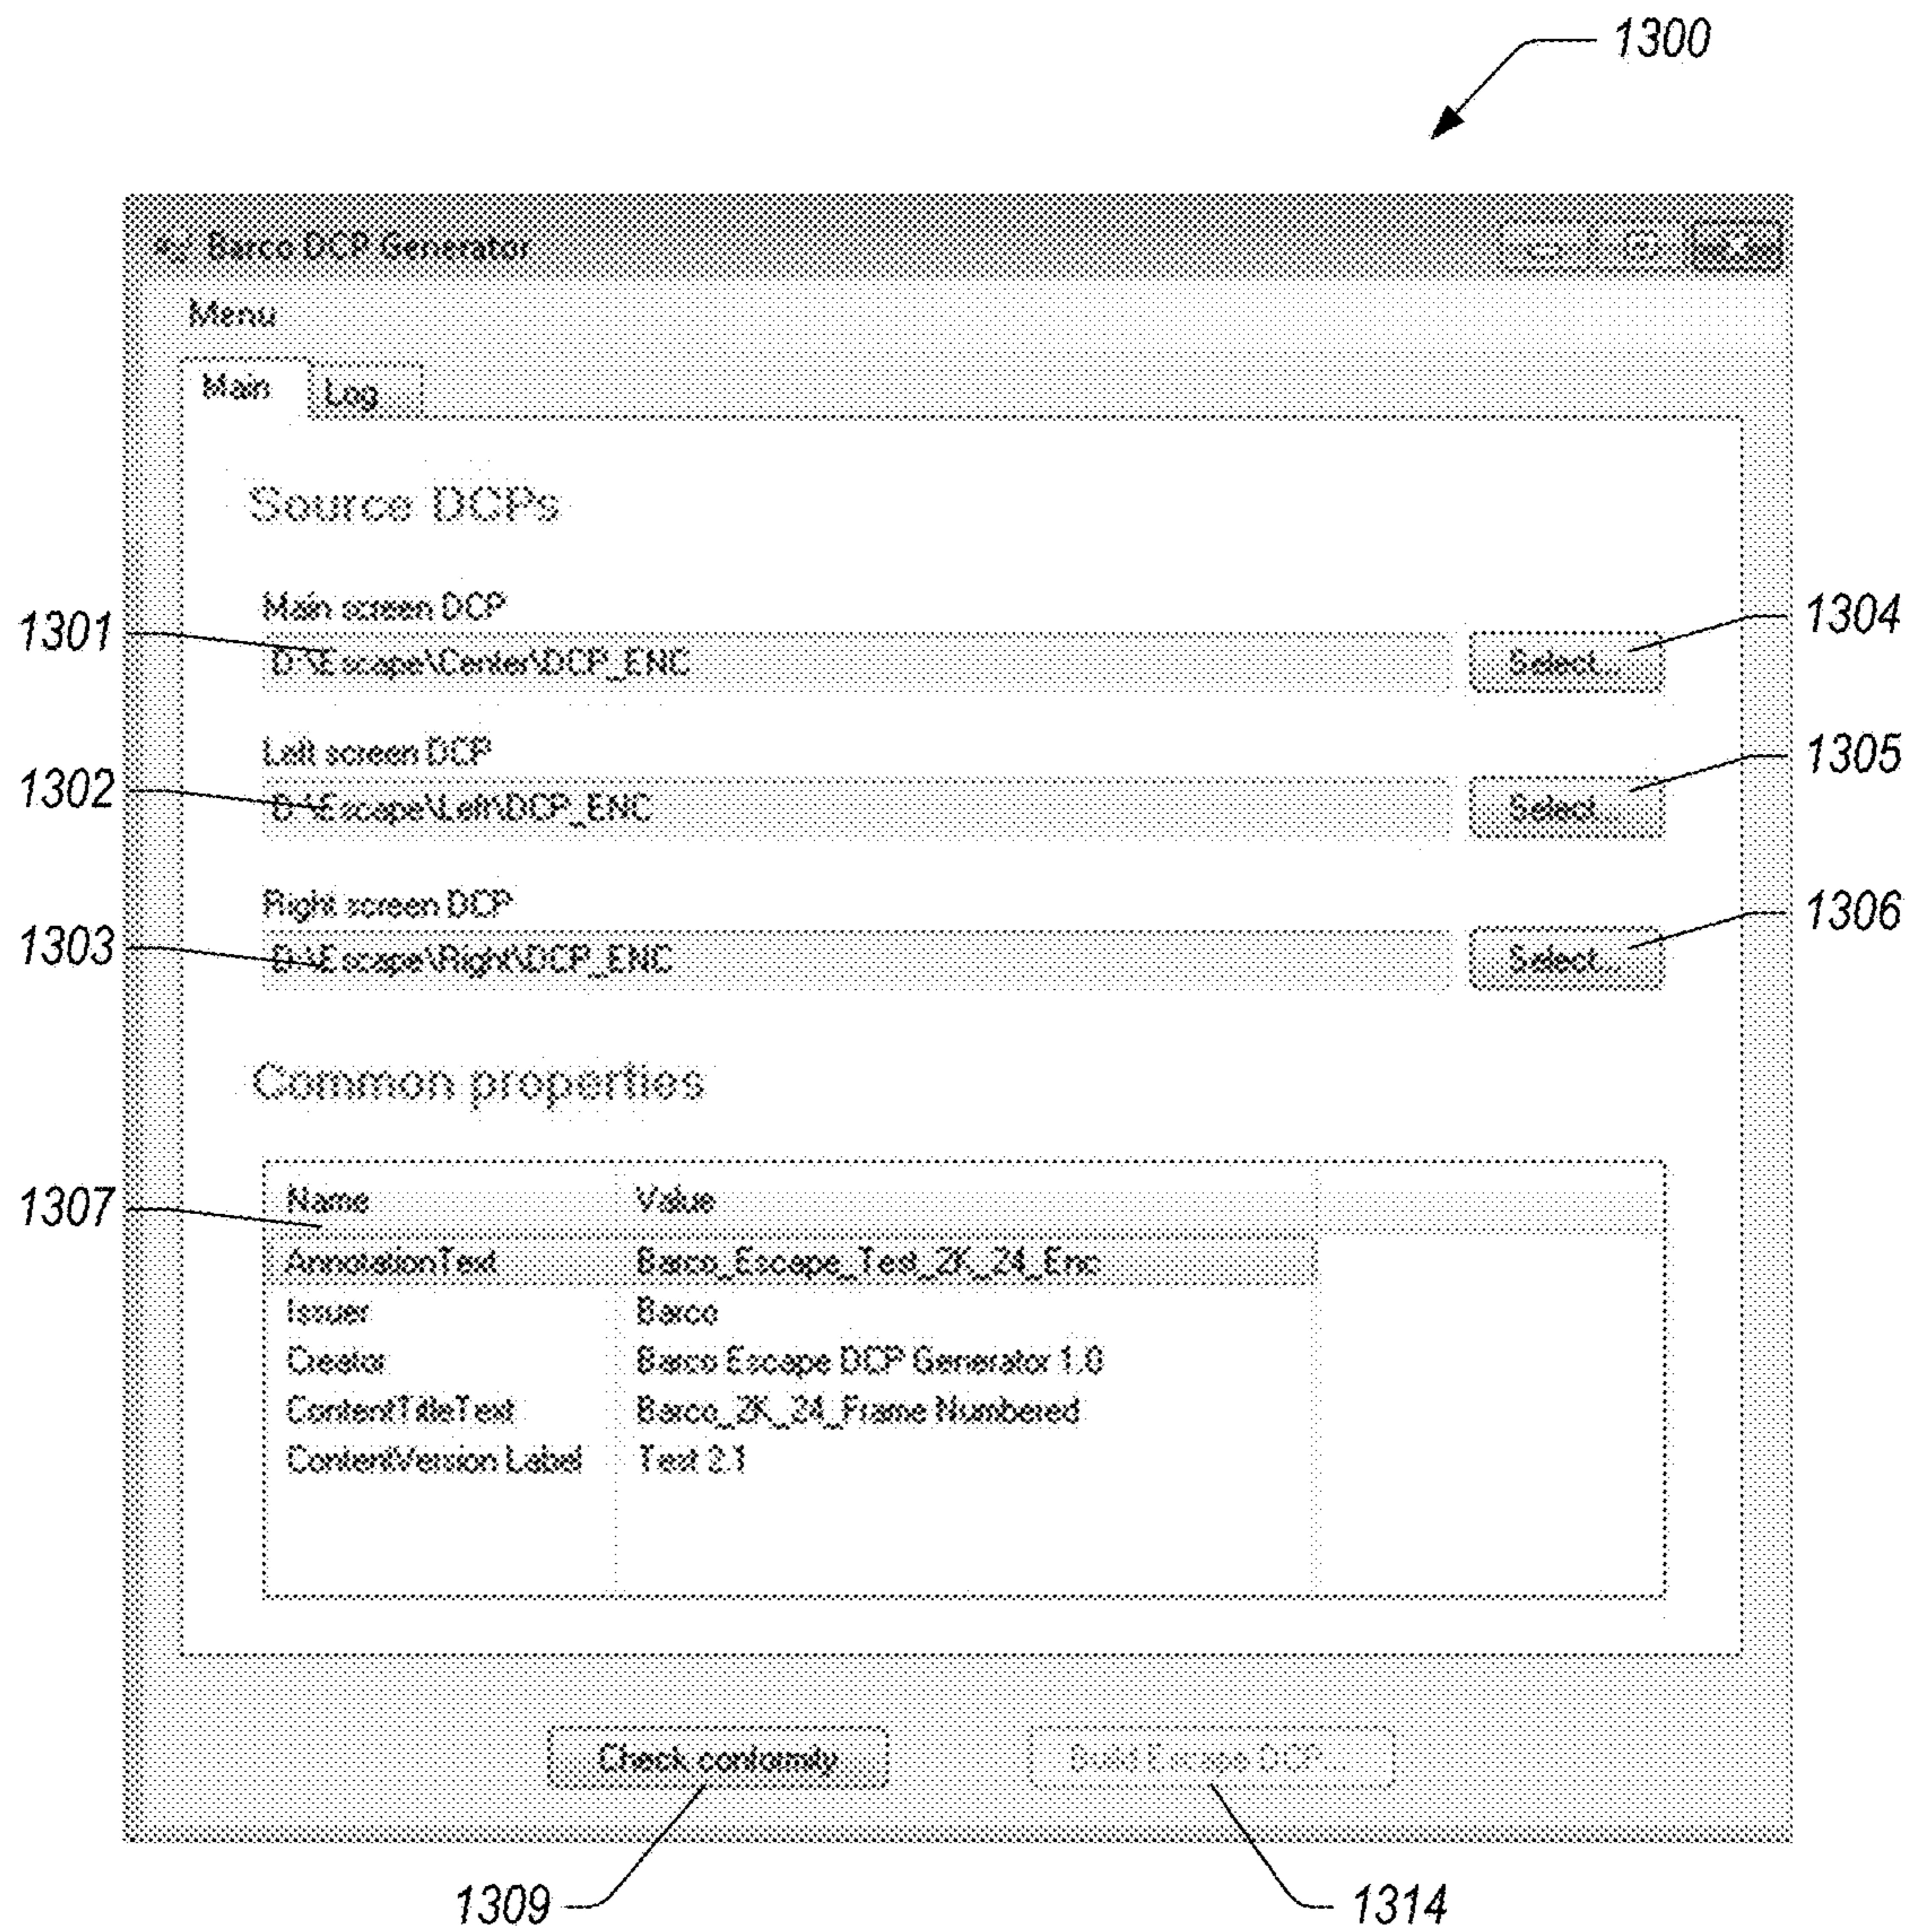 1300
Barco DCP Generator
Menu
Main Log
Source DCPs
Main screen DCP
1301 D:\Escape\Center\DCP_ENC Select... 1304
Left screen DCP
1302 D:\Escape\Left\DCP_ENC Select... 1305
Right screen DCP
1303 D:\Escape\Right\DCP_ENC Select... 1306
Common properties
1307 Name Value
AnnotationText Barco_Escape_Test_2K_24_Enc
Issuer Barco
Creator Barco Escape DCP Generator 1.0
ContentTitleText Barco_2K_24_Frame Numbered
ContentVersion Label Test 2.1
Check conformity Build Escape DCP...
1309 1314